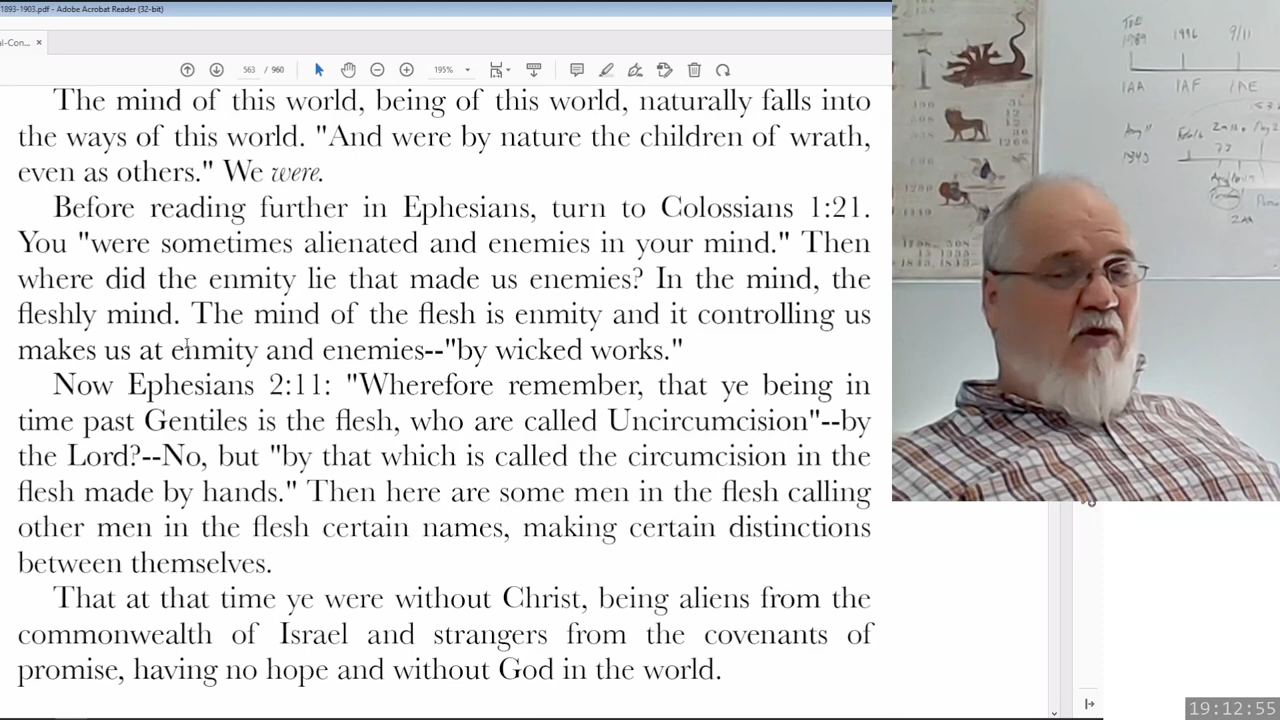 1893-1903.pdf - Adobe Acrobat Reader (32-bit)
al-Con... ×
563 / 960 195%
The mind of this world, being of this world, naturally falls into
the ways of this world. "And were by nature the children of wrath,
even as others." We were.
Before reading further in Ephesians, turn to Colossians 1:21.
You "were sometimes alienated and enemies in your mind." Then
where did the enmity lie that made us enemies? In the mind, the
fleshly mind. The mind of the flesh is enmity and it controlling us
makes us at enmity and enemies--"by wicked works."
Now Ephesians 2:11: "Wherefore remember, that ye being in
time past Gentiles is the flesh, who are called Uncircumcision"--by
the Lord?--No, but "by that which is called the circumcision in the
flesh made by hands." Then here are some men in the flesh calling
other men in the flesh certain names, making certain distinctions
between themselves.
That at that time ye were without Christ, being aliens from the
commonwealth of Israel and strangers from the covenants of
promise, having no hope and without God in the world.
1989 1996 9/11
1AA 1AF 1AE
1840
2AA
19:12:55